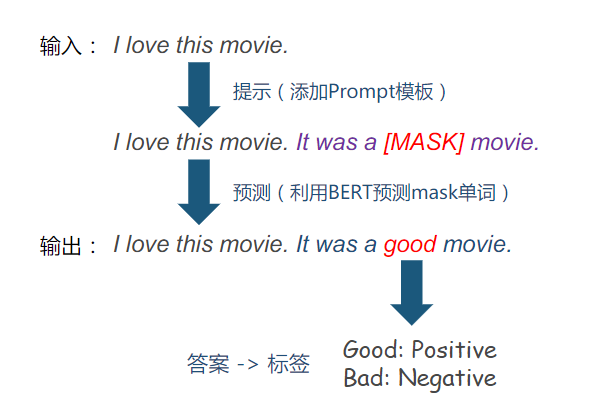 输入： I love this movie.
提示（添加Prompt模板）
I love this movie. It was a [MASK] movie.
预测（利用BERT预测mask单词）
输出： I love this movie. It was a good movie.
答案 -> 标签
Good: Positive
Bad: Negative